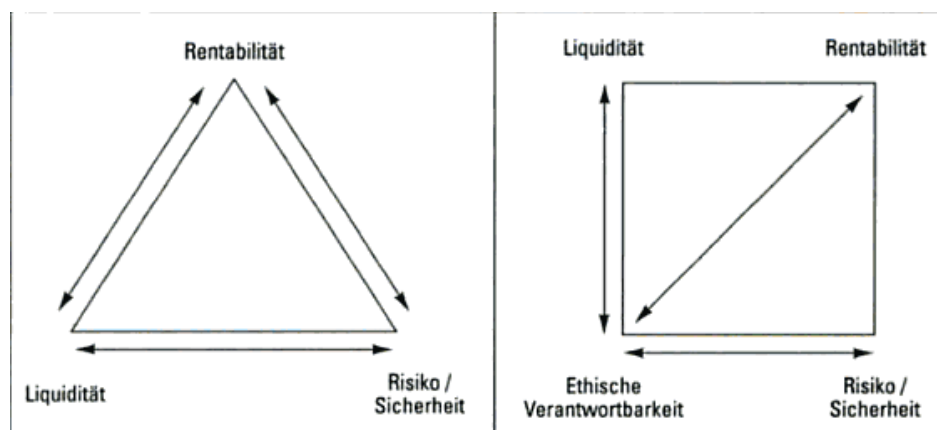 Rentabilität
Liquidität
Risiko /
Sicherheit
Liquidität
Rentabilität
Ethische
Verantwortbarkeit
Risiko /
Sicherheit